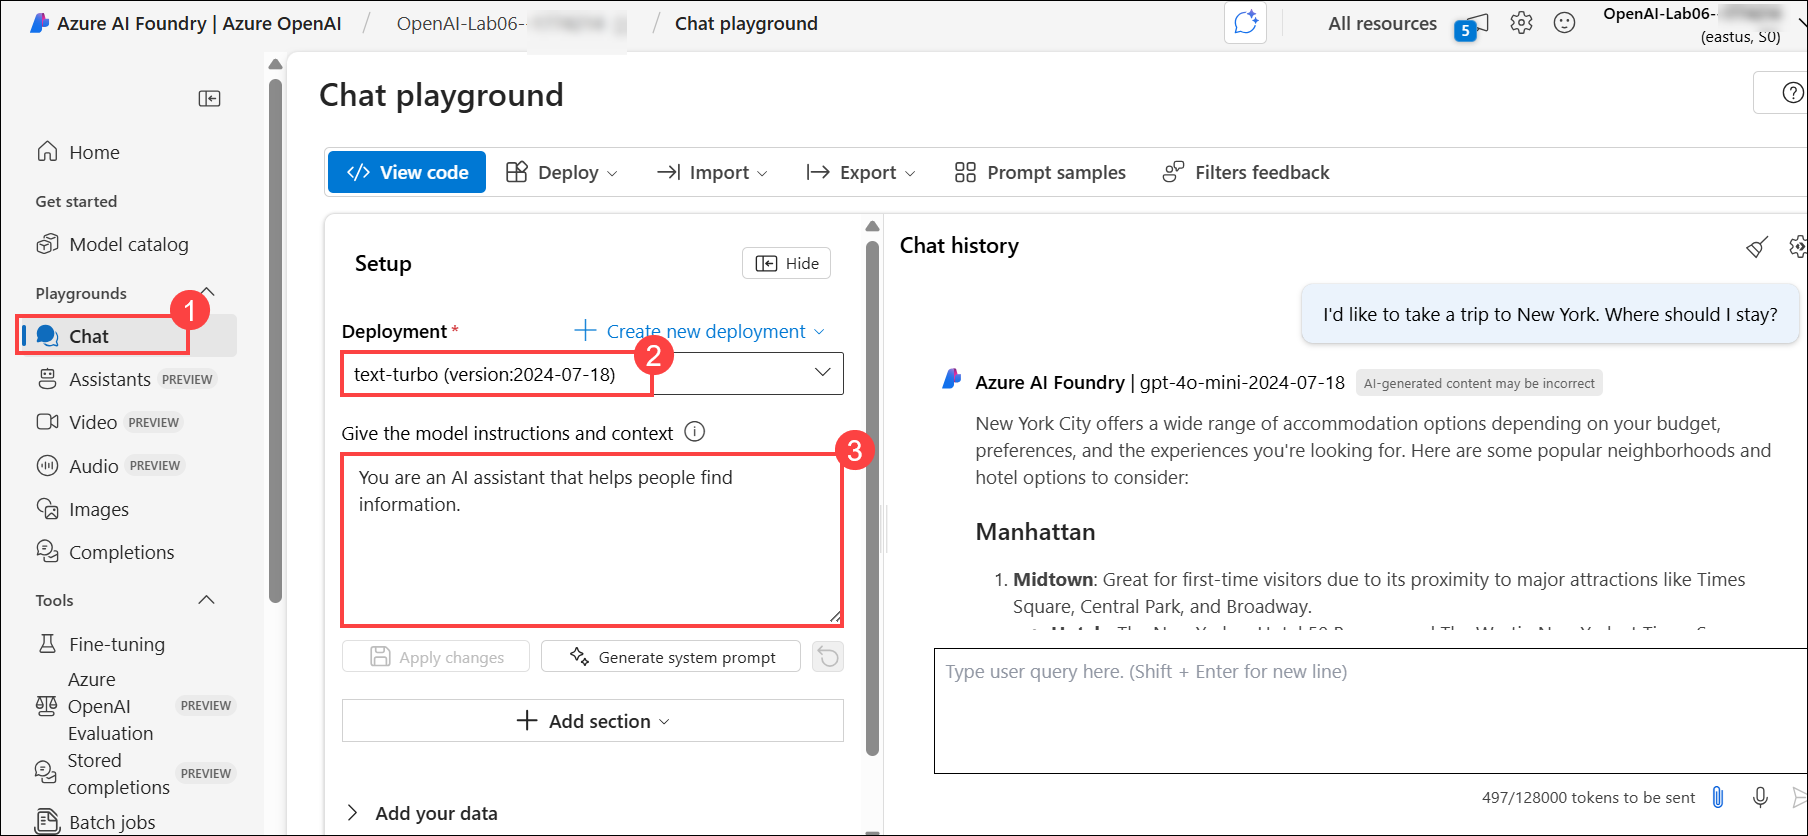 Azure AI Foundry | Azure OpenAI / OpenAI-Lab06- / Chat playground
All resources
5
OpenAI-Lab06-
(eastus, S0)
Home
Get started
Model catalog
Playgrounds
1
Chat
Assistants PREVIEW
Video PREVIEW
Audio PREVIEW
Images
Completions
Tools
Fine-tuning
Azure
OpenAI PREVIEW
Evaluation
Stored
completions PREVIEW
Batch jobs
Chat playground
View code
Deploy
Import
Export
Prompt samples
Filters feedback
Setup
Hide
Deployment *
Create new deployment
2
text-turbo (version:2024-07-18)
Give the model instructions and context
3
You are an AI assistant that helps people find
information.
Apply changes
Generate system prompt
Add section
Add your data
Chat history
I'd like to take a trip to New York. Where should I stay?
Azure AI Foundry | gpt-4o-mini-2024-07-18 AI-generated content may be incorrect
New York City offers a wide range of accommodation options depending on your budget,
preferences, and the experiences you're looking for. Here are some popular neighborhoods and
hotel options to consider:
Manhattan
1. Midtown: Great for first-time visitors due to its proximity to major attractions like Times
Square, Central Park, and Broadway.
Type user query here. (Shift + Enter for new line)
497/128000 tokens to be sent